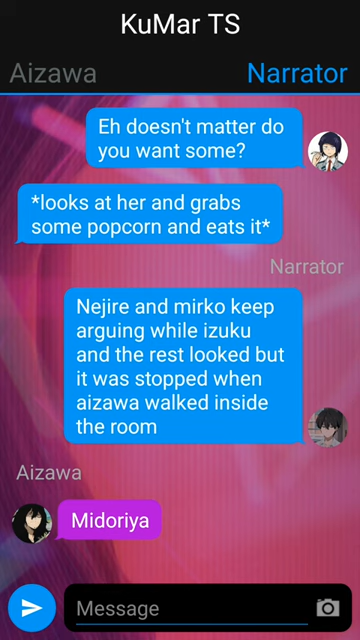 KuMar TS
Aizawa Narrator
Eh doesn't matter do
you want some?
*looks at her and grabs
some popcorn and eats it*
Narrator
Nejire and mirko keep
arguing while izuku
and the rest looked but
it was stopped when
aizawa walked inside
the room
Aizawa
Midoriya
Message